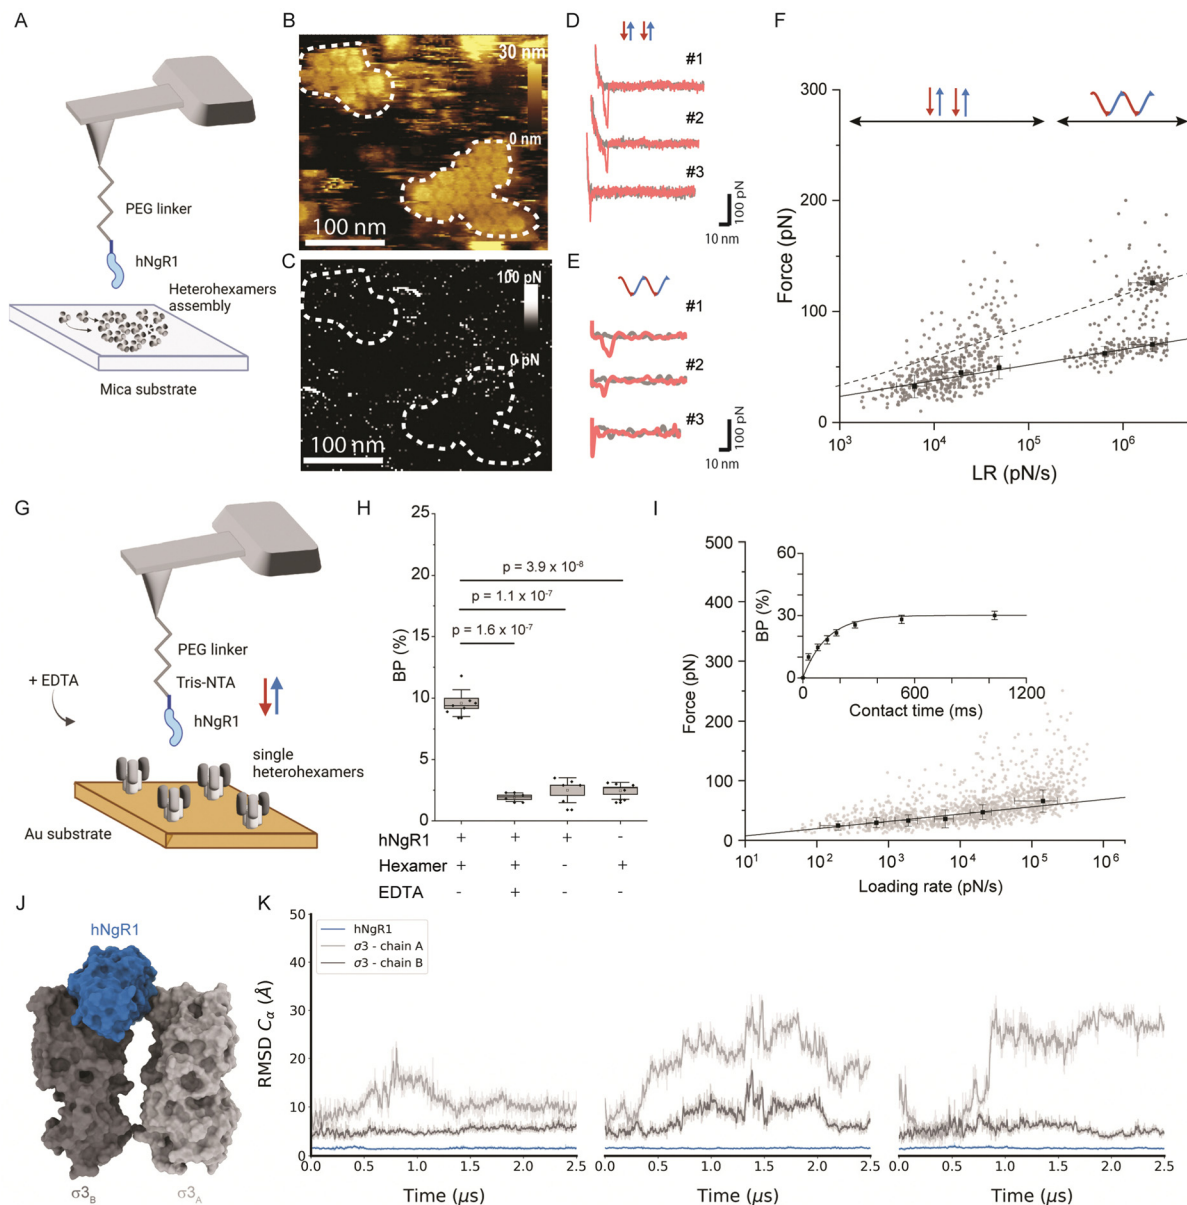 A
PEG linker
hNgR1
Heterohexamers
assembly
Mica substrate
B
30 nm
0 nm
100 nm
C
100 pN
0 pN
100 nm
D
#1
#2
#3
100 pN
10 nm
E
#1
#2
#3
100 pN
10 nm
F
Force (pN)
300
200
100
50
0
10³
10⁴
10⁵
10⁶
LR (pN/s)
G
+ EDTA
PEG linker
Tris-NTA
hNgR1
single
heterohexamers
Au substrate
H
BP (%)
25
20
15
10
5
0
p = 3.9 x 10⁻⁸
p = 1.1 x 10⁻⁷
p = 1.6 x 10⁻⁷
hNgR1 + + + -
Hexamer + + - +
EDTA - + - -
I
Force (pN)
500
400
300
200
100
50
0
10¹ 10² 10³ 10⁴ 10⁵ 10⁶
Loading rate (pN/s)
BP (%)
60
30
0
0 600 1200
Contact time (ms)
J
hNgR1
σ3B
σ3A
K
hNgR1
σ3 - chain A
σ3 - chain B
RMSD Cα (Å)
50
40
30
20
10
0
0.0 0.5 1.0 1.5 2.0 2.5
Time (μs)
0.0 0.5 1.0 1.5 2.0 2.5
Time (μs)
0.0 0.5 1.0 1.5 2.0 2.5
Time (μs)